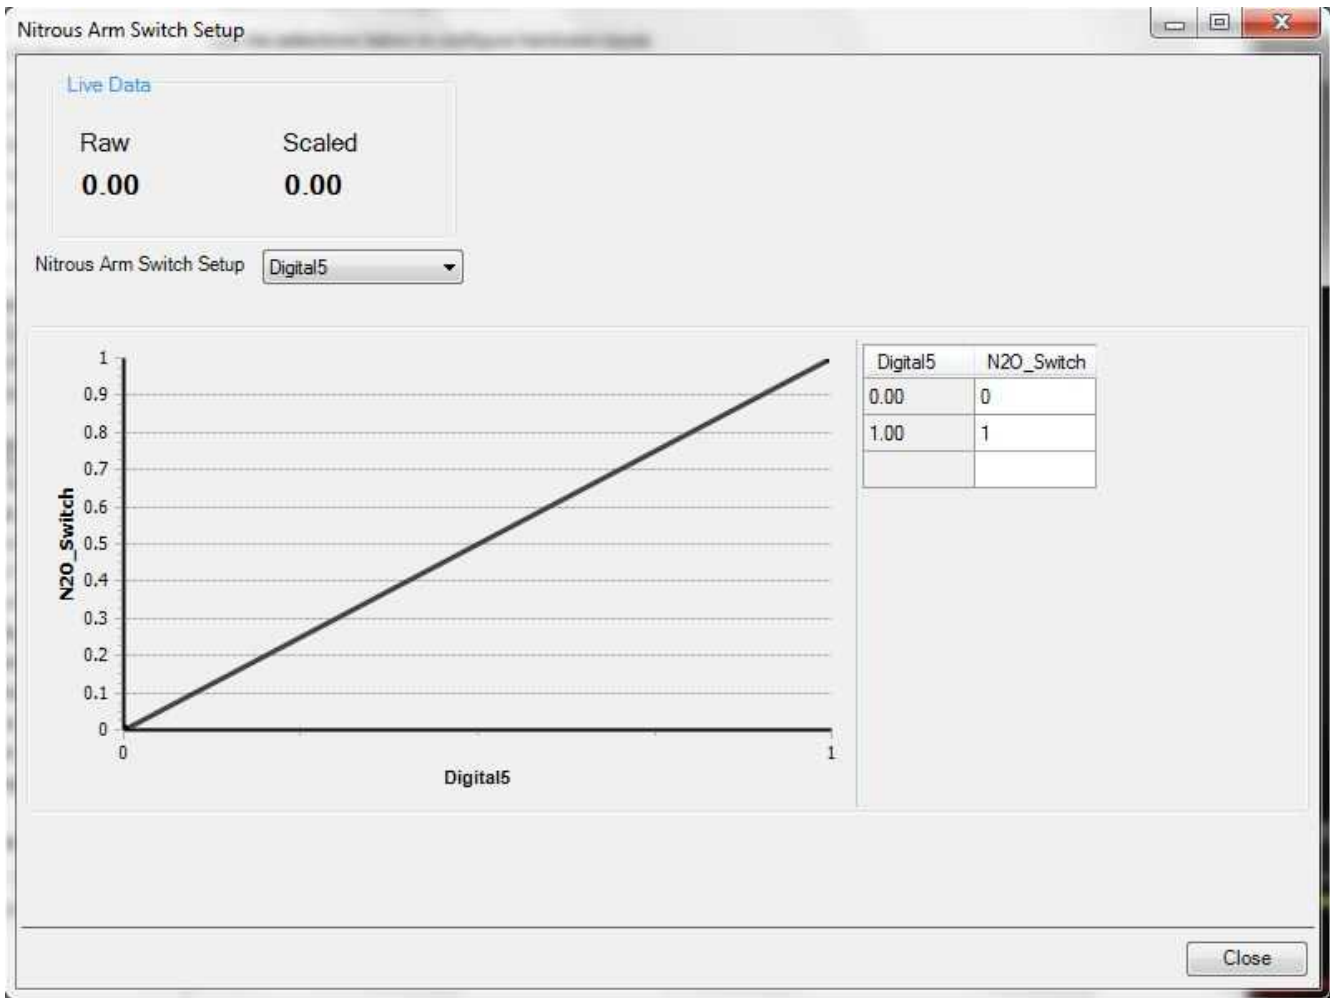 Nitrous Arm Switch Setup
Live Data
Raw Scaled
0.00 0.00
Nitrous Arm Switch Setup Digital5
1
0.9
0.8
0.7
0.6
0.5
0.4
0.3
0.2
0.1
0
N2O_Switch
0 1
Digital5
Digital5 N2O_Switch
0.00 0
1.00 1
Close